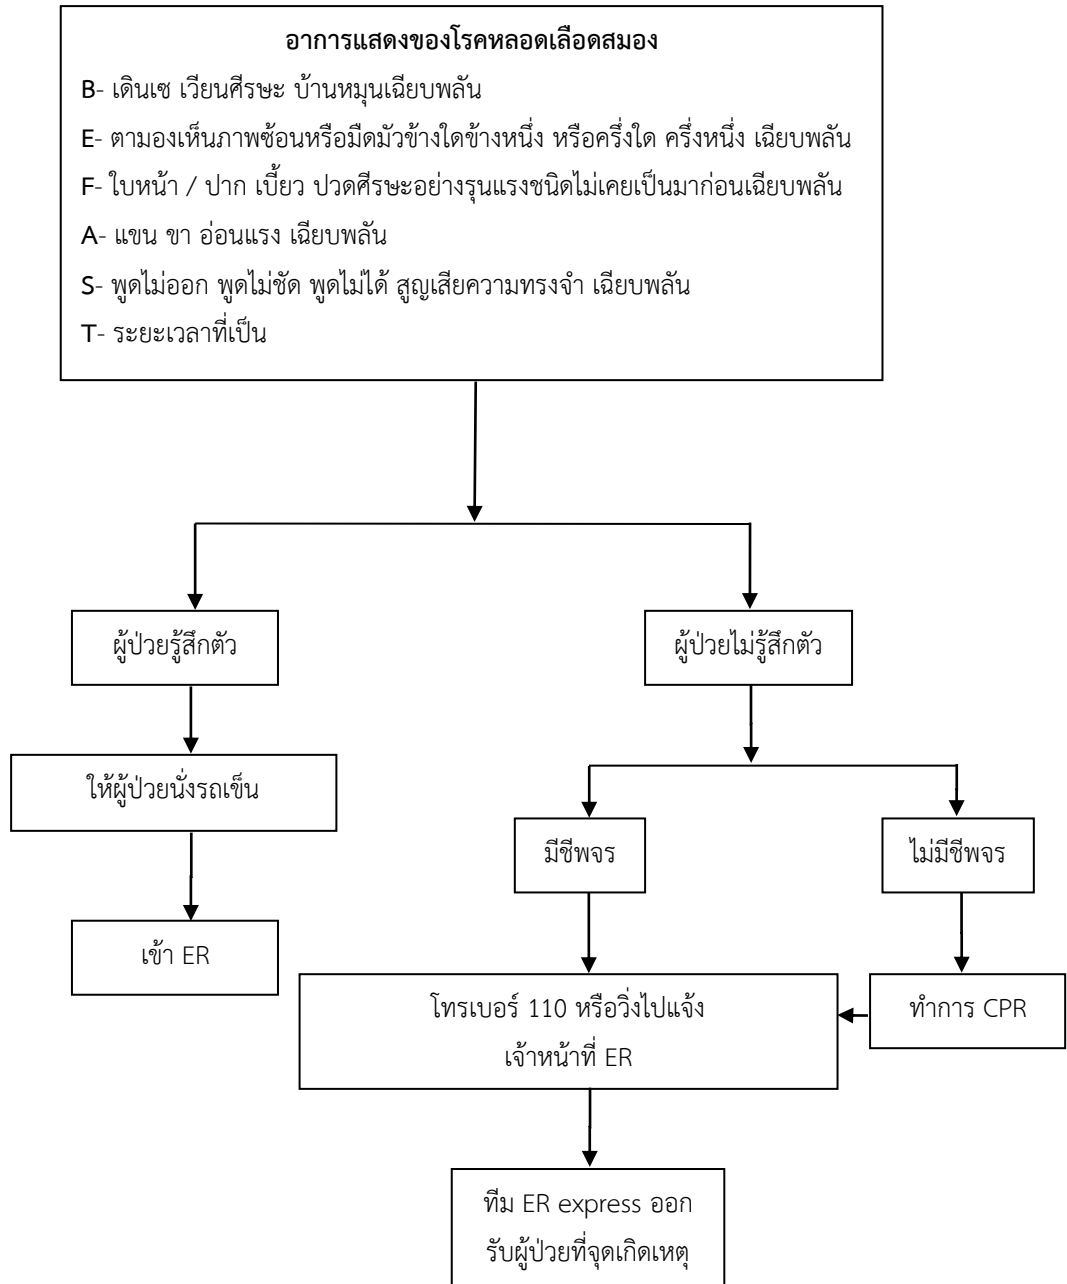 อาการแสดงของโรคหลอดเลือดสมอง
B- เดินเซ เวียนศีรษะ บ้านหมุนเฉียบพลัน
E- ตามองเห็นภาพซ้อนหรือมืดมัวข้างใดข้างหนึ่ง หรือครึ่งใด ครึ่งหนึ่ง เฉียบพลัน
F- ใบหน้า / ปาก เบี้ยว ปวดศีรษะอย่างรุนแรงชนิดไม่เคยเป็นมาก่อนเฉียบพลัน
A- แขน ขา อ่อนแรง เฉียบพลัน
S- พูดไม่ออก พูดไม่ชัด พูดไม่ได้ สูญเสียความทรงจำ เฉียบพลัน
T- ระยะเวลาที่เป็น
ผู้ป่วยรู้สึกตัว
ผู้ป่วยไม่รู้สึกตัว
ให้ผู้ป่วยนั่งรถเข็น
มีชีพจร
ไม่มีชีพจร
เข้า ER
โทรเบอร์ 110 หรือวิ่งไปแจ้ง
เจ้าหน้าที่ ER
ทำการ CPR
ทีม ER express ออก
รับผู้ป่วยที่จุดเกิดเหตุ